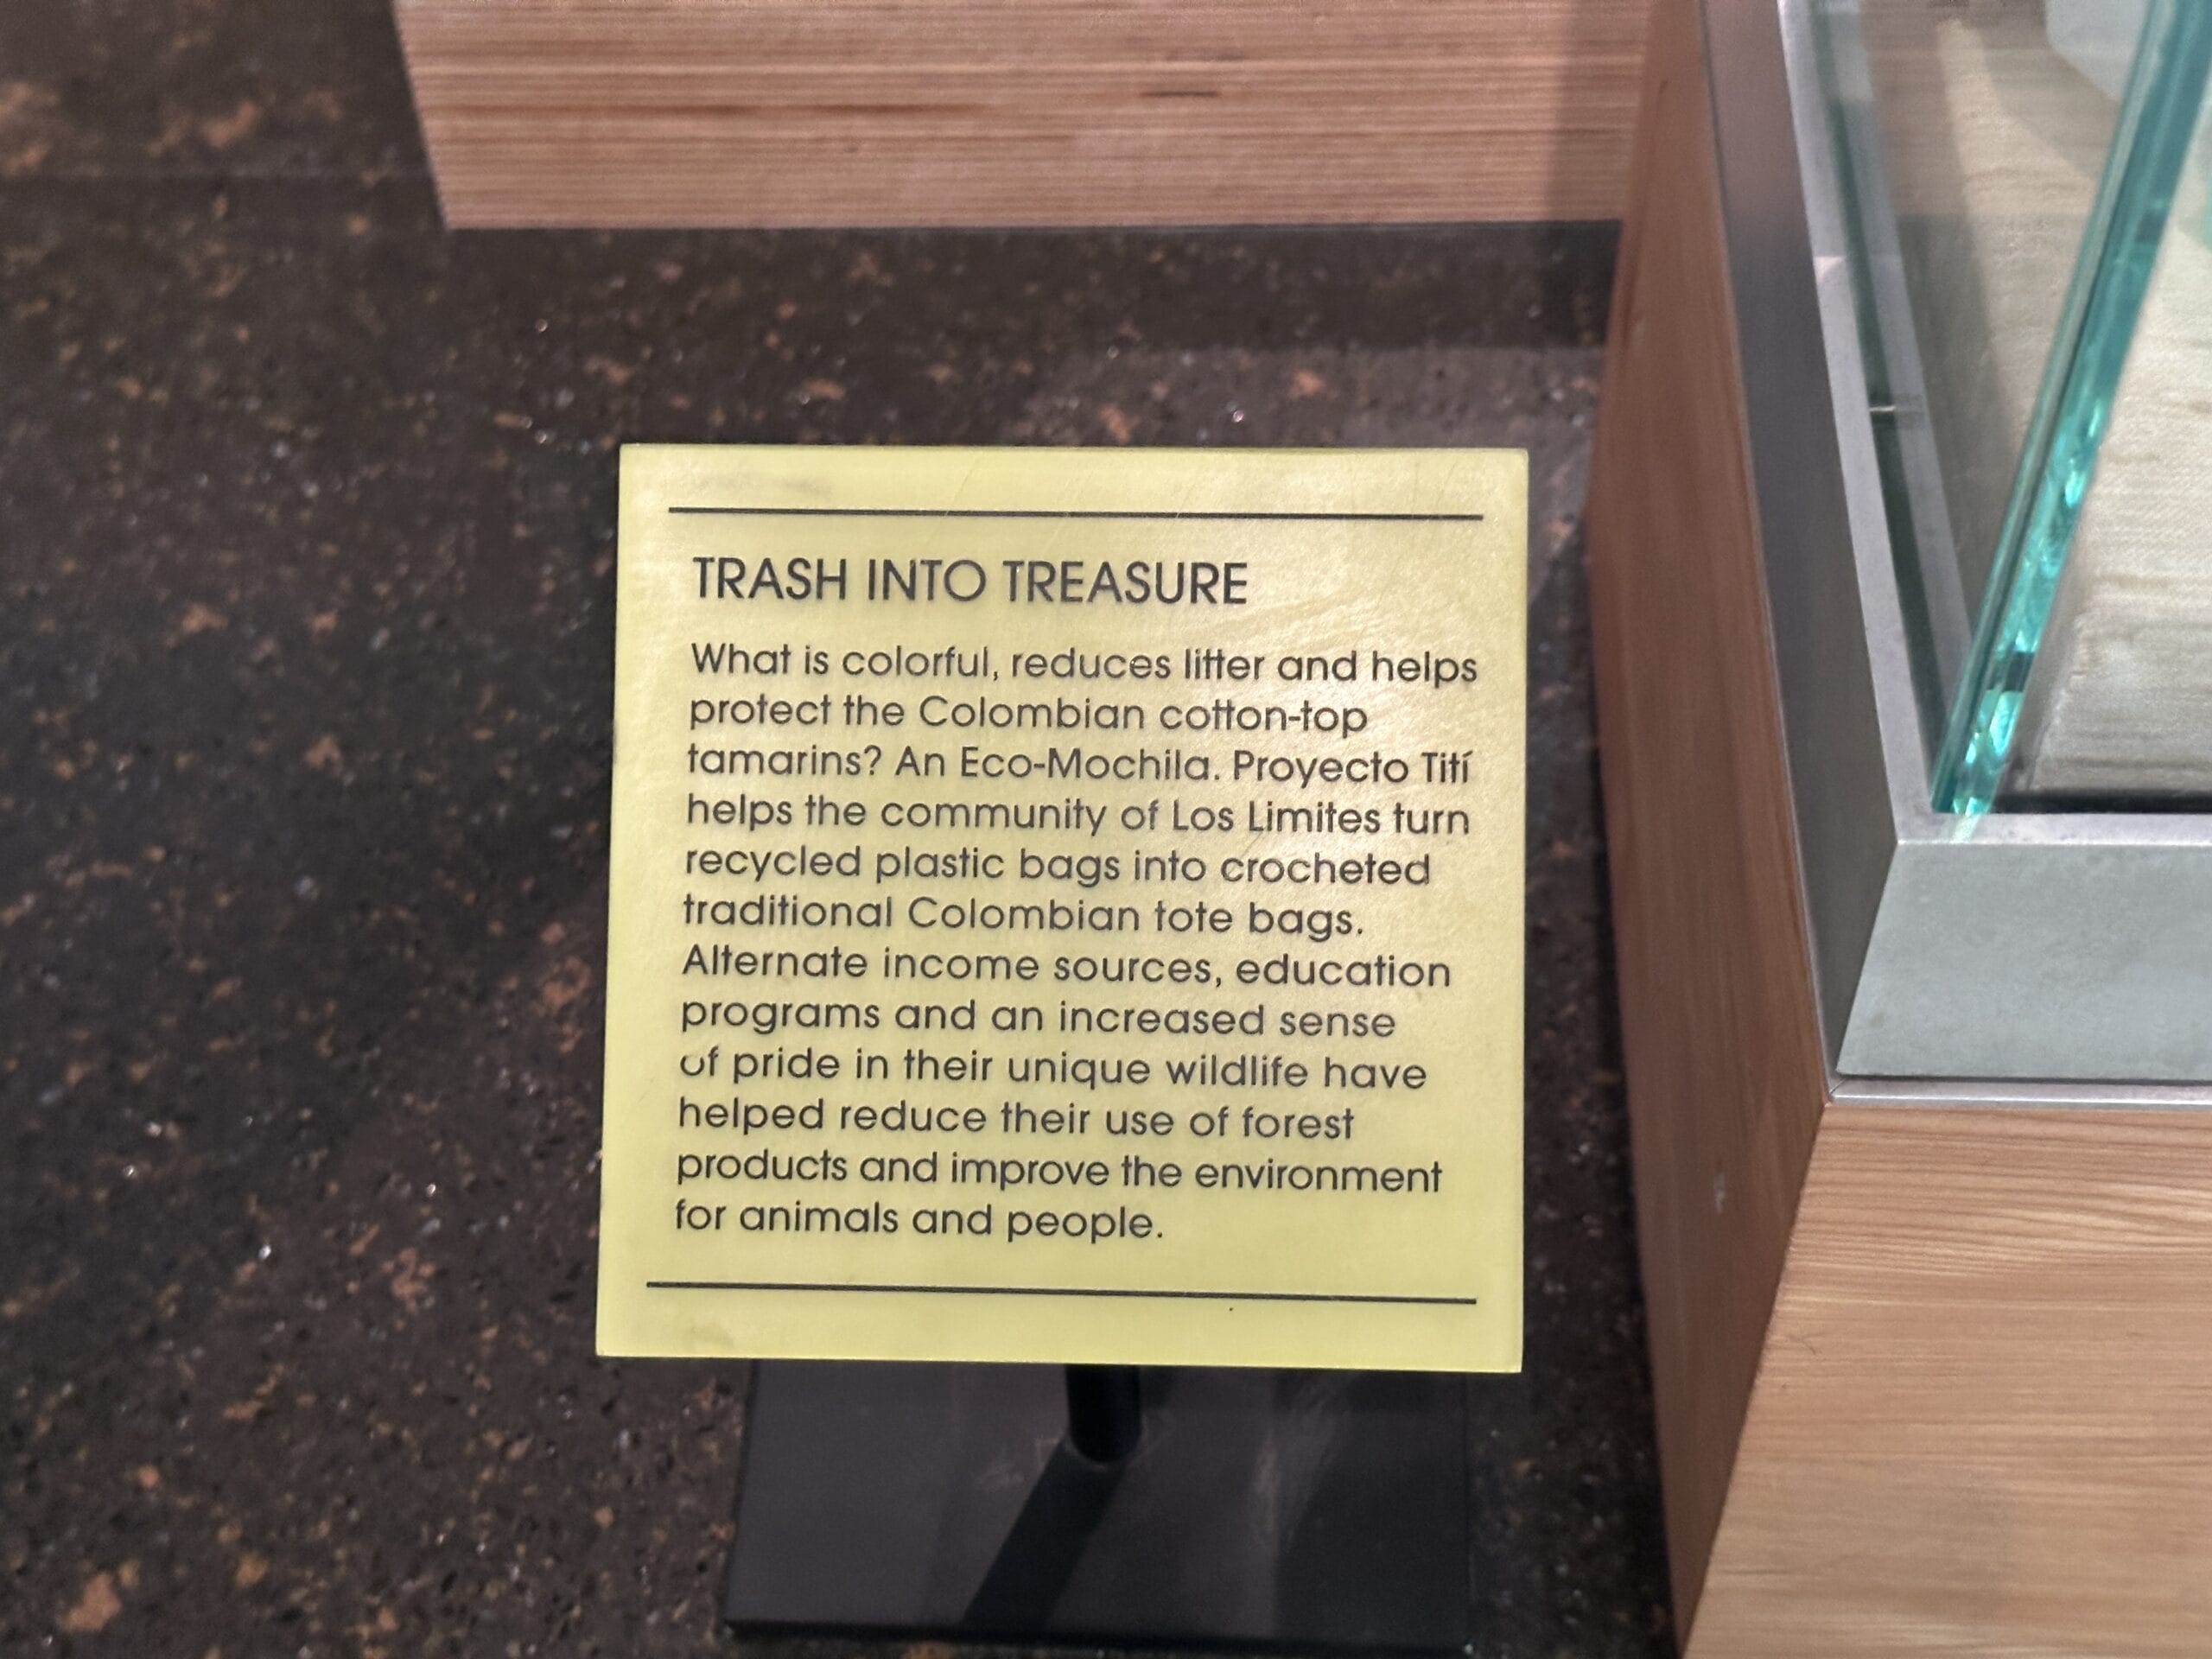 TRASH INTO TREASURE
What is colorful, reduces litter and helps
protect the Colombian cotton-top
tamarins? An Eco-Mochila. Proyecto Tití
helps the community of Los Limites turn
recycled plastic bags into crocheted
traditional Colombian tote bags.
Alternate income sources, education
programs and an increased sense
of pride in their unique wildlife have
helped reduce their use of forest
products and improve the environment
for animals and people.